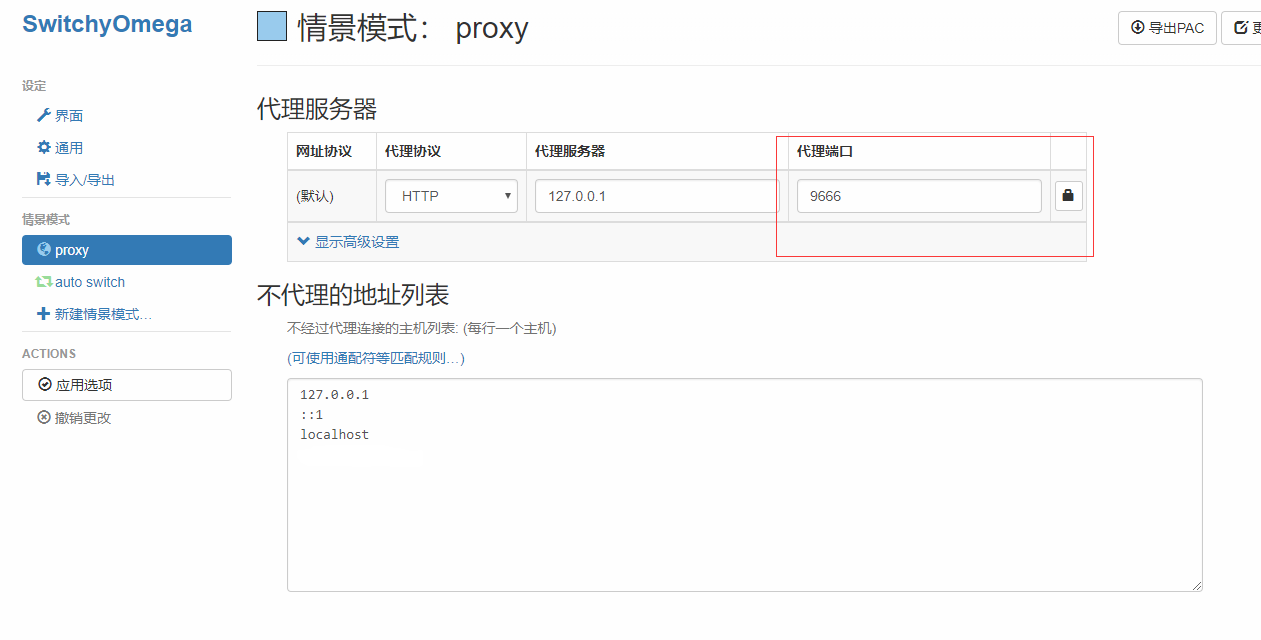 SwitchyOmega
设定
界面
通用
导入/导出
情景模式
proxy
auto switch
新建情景模式…
ACTIONS
应用选项
撤销更改
情景模式： proxy
导出PAC
代理服务器
网址协议 代理协议 代理服务器 代理端口
(默认) HTTP 127.0.0.1 9666
显示高级设置
不代理的地址列表
不经过代理连接的主机列表: (每行一个主机)
(可使用通配符等匹配规则…)
127.0.0.1
::1
localhost